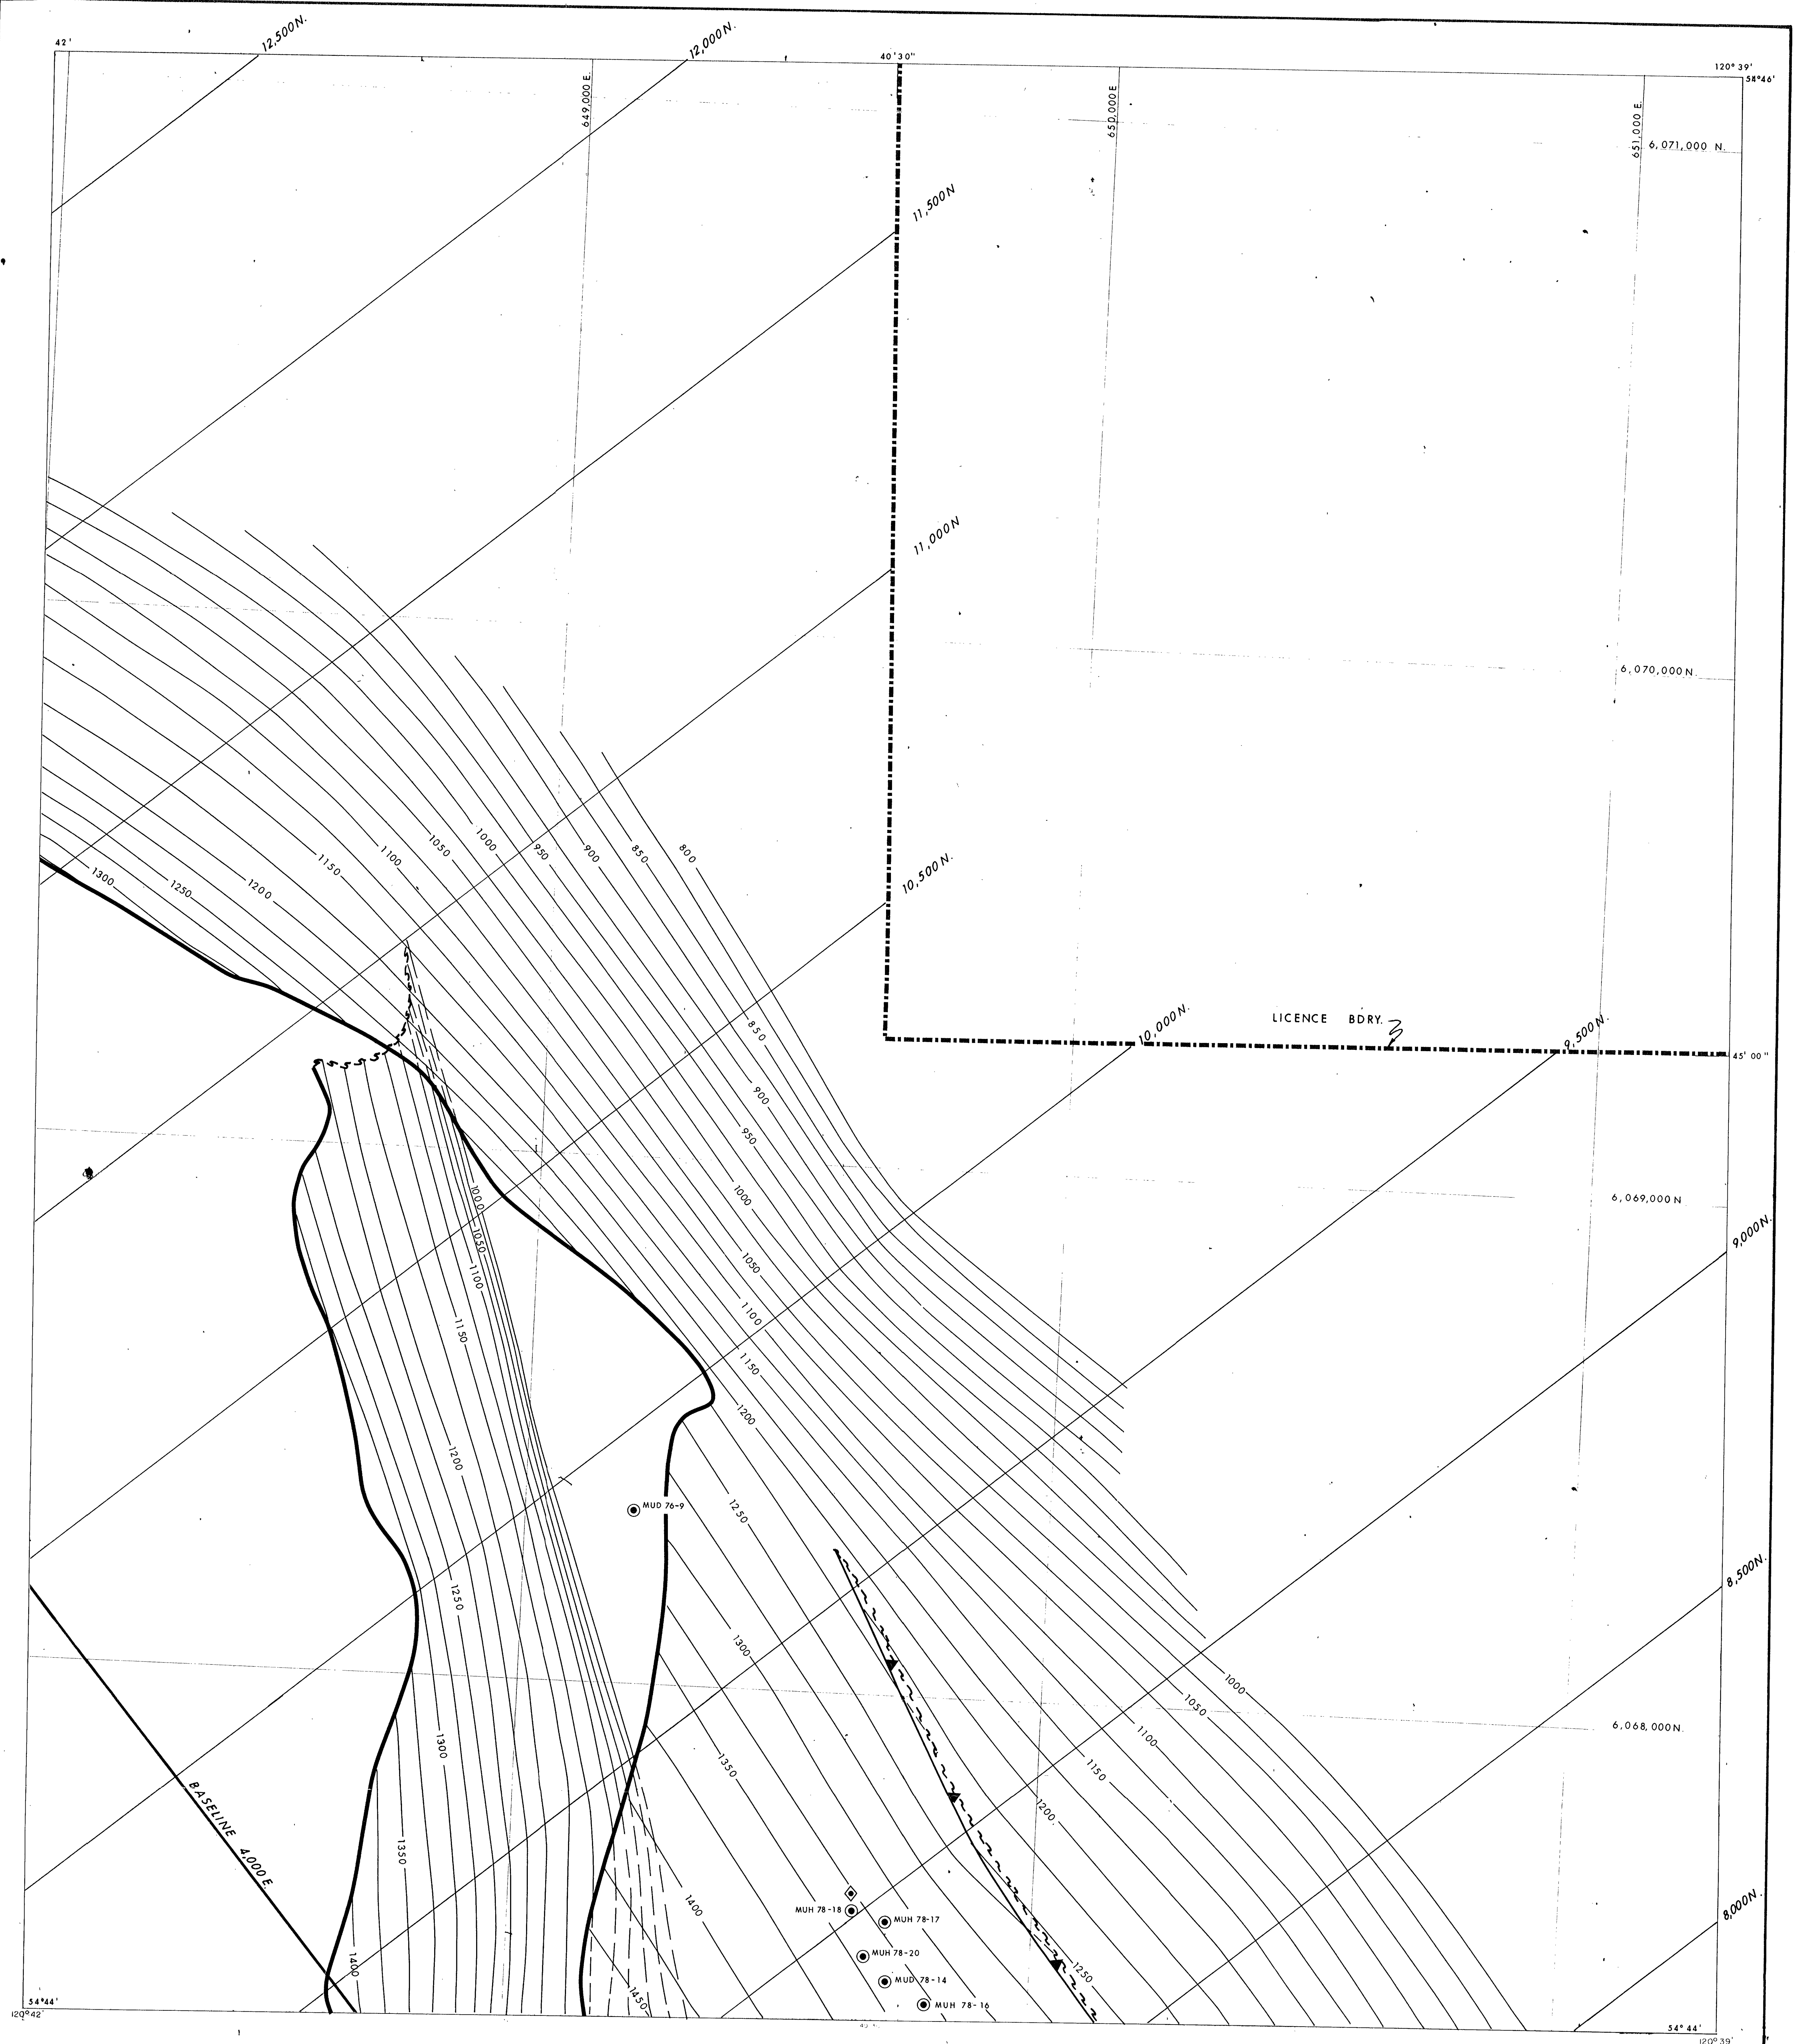 42'
12,500N.
12,000N.
40'30"
120° 39'
54°46'
649,000 E.
650,000 E
651,000 E.
6,071,000 N.
11,500N
11,000N
6,070,000N.
1050
1000
950
900
850
800
1100
1150
1200
1250
1300
10,500N.
850
LICENCE BDRY.
10,000N.
9,500N.
45' 00"
900
950
1000
1000
6,069,000N
9,000N.
1050
1050
1100
1100
1150
1150
1200
1200
1250
MUD 76-9
8,500N.
1250
1300
1000
1050
6,068,000N.
1100
1300
1350
1150
1200
BASELINE 4,000E.
1350
1400
MUH 78-18
MUH 78-17
8,000N.
MUH 78-20
1400
1250
MUD 78-14
1450
MUH 78-16
54°44'
120°42'
54° 44'
120°39'